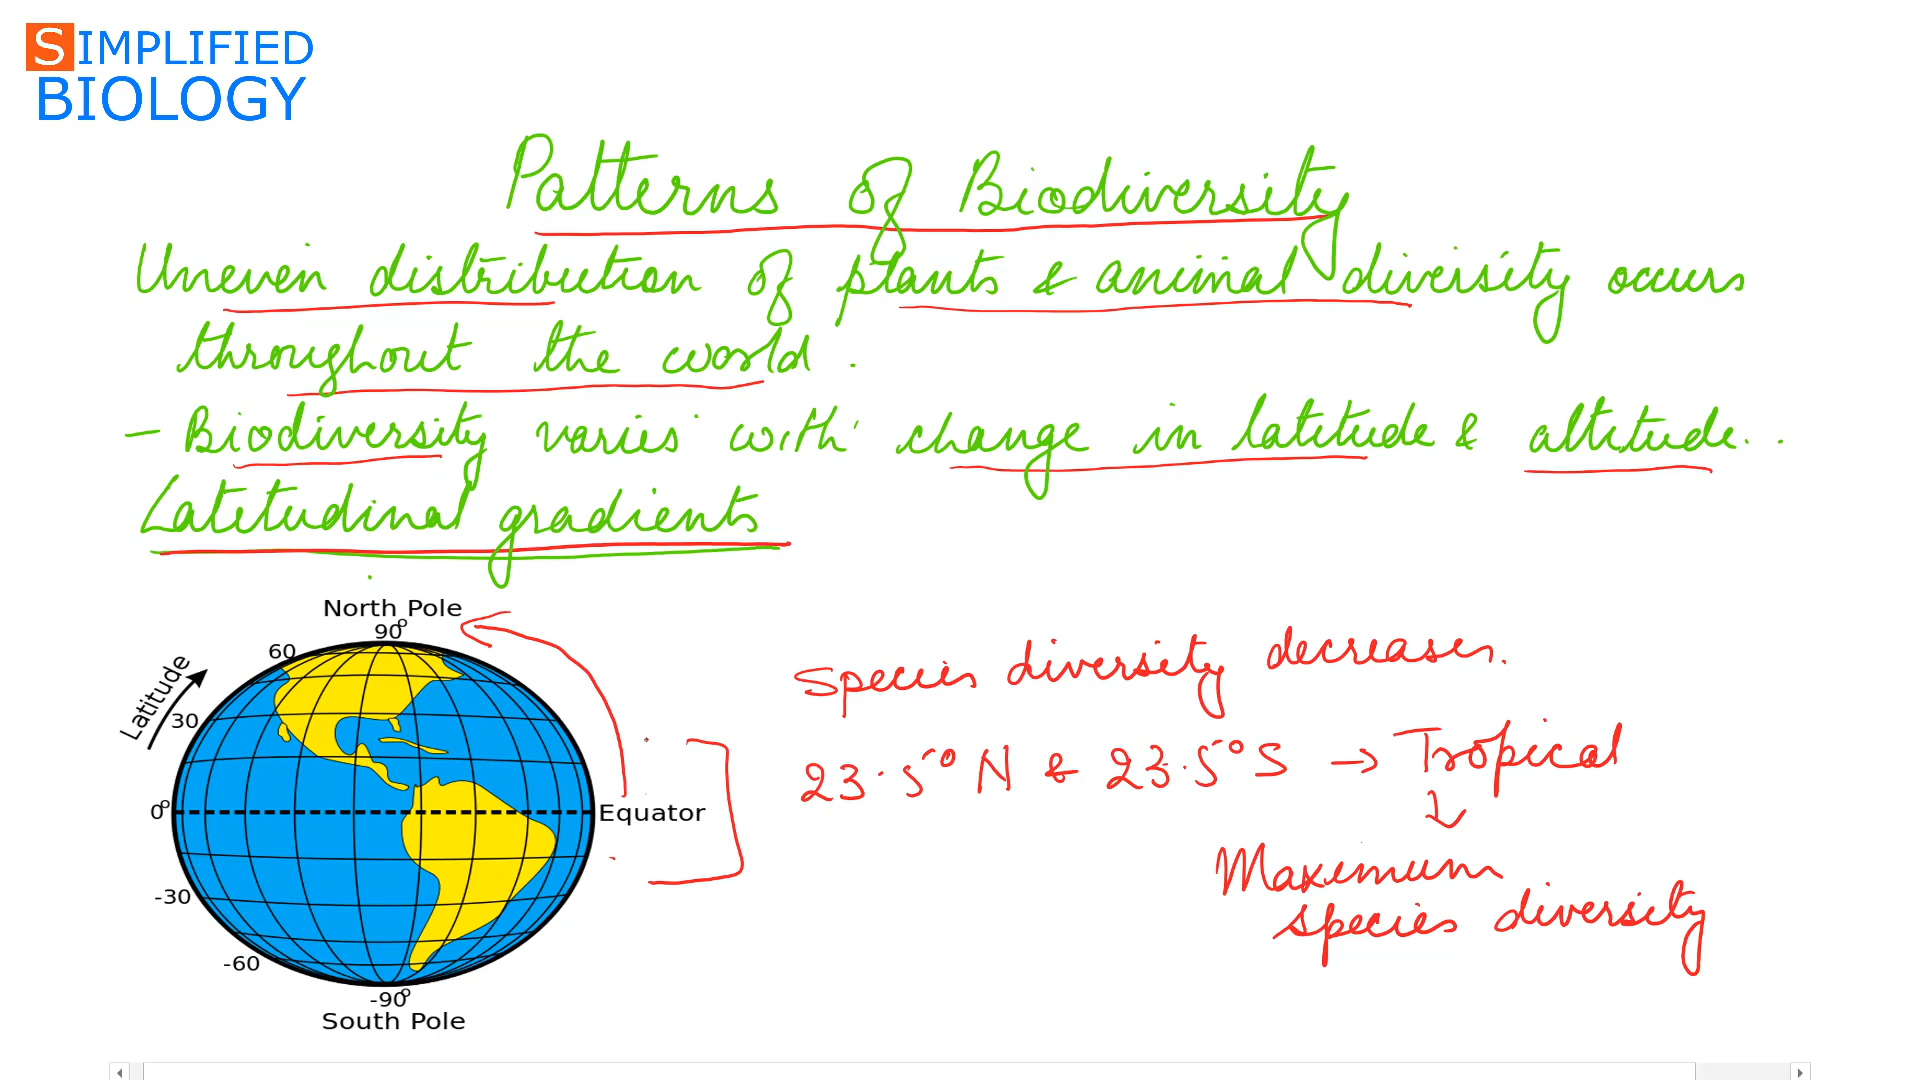 SIMPLIFIED
BIOLOGY
Patterns of Biodiversity
Uneven distribution of plants & animal diversity occurs
throughout the world.
- Biodiversity varies with change in latitude & altitude..
Latitudinal gradients
North Pole
90°
60
Latitude
30
0°
Equator
-30
-60
-90°
South Pole
Species diversity decreases.
23.5°N & 23.5°S → Tropical
↓
Maximum
species diversity